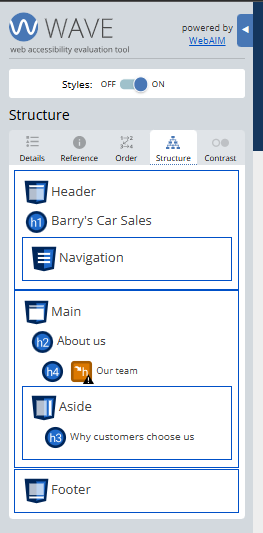 W WAVE
web accessibility evaluation tool
powered by
WebAIM
Styles: OFF ON
Structure
Details Reference Order Structure Contrast
Header
h1 Barry's Car Sales
Navigation
Main
h2 About us
h4 h Our team
Aside
h3 Why customers choose us
Footer